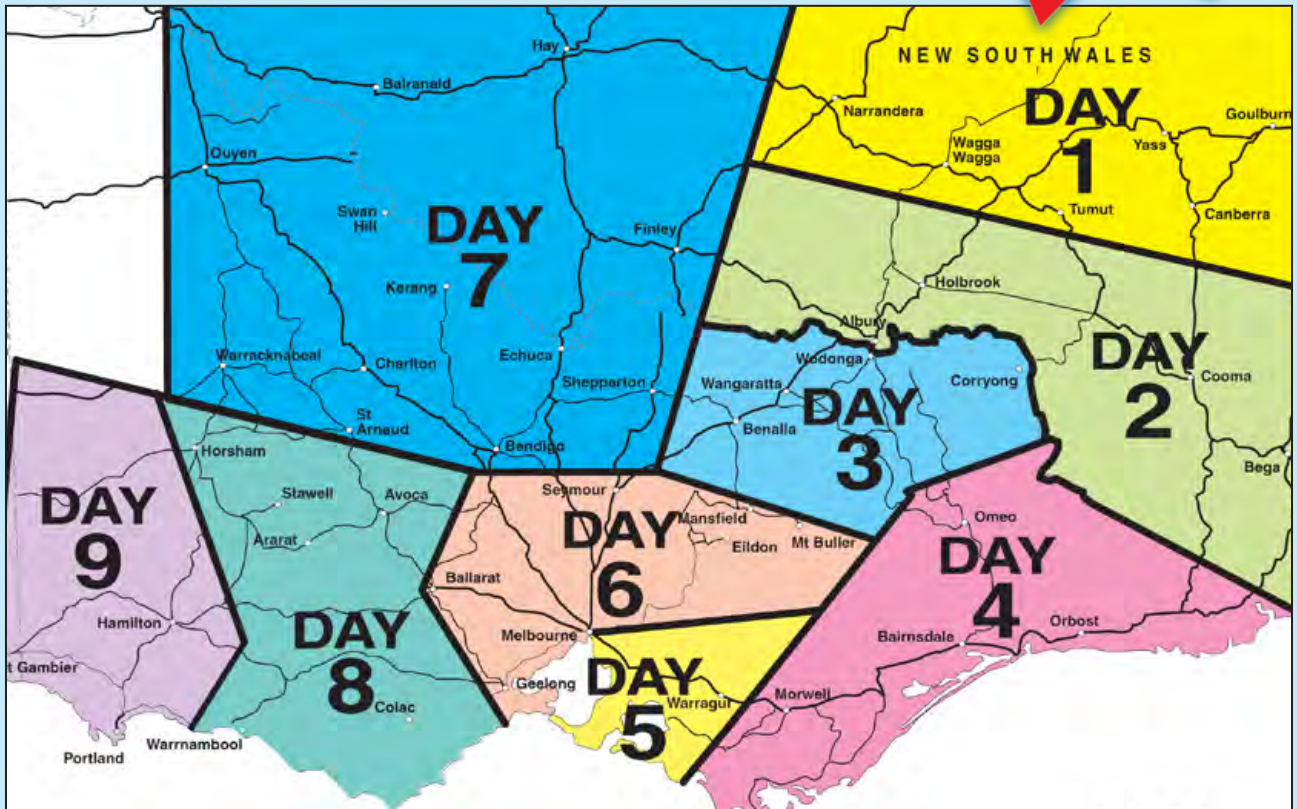 NEW SOUTH WALES
DAY
1
Narrandera
Wagga
Wagga
Yass
Goulburn
Tumut
Canberra
Hay
Balranald
Ouyen
Swan
Hill
DAY
7
Finley
Kerang
Warracknabeal
Charlton
Echuca
Shepparton
St
Arnaud
Bendigo
Holbrook
Albury
DAY
2
Cooma
Bega
Wodonga
Wangaratta
Corryong
DAY
3
Benalla
Horsham
Stawell
Avoca
Ararat
DAY
8
Colac
Warrnambool
DAY
9
Hamilton
t Gambier
Portland
Seymour
DAY
6
Mansfield
Eildon
Mt Buller
Ballarat
Melbourne
Geelong
DAY
5
Warragul
Omeo
DAY
4
Bairnsdale
Orbost
Morwell